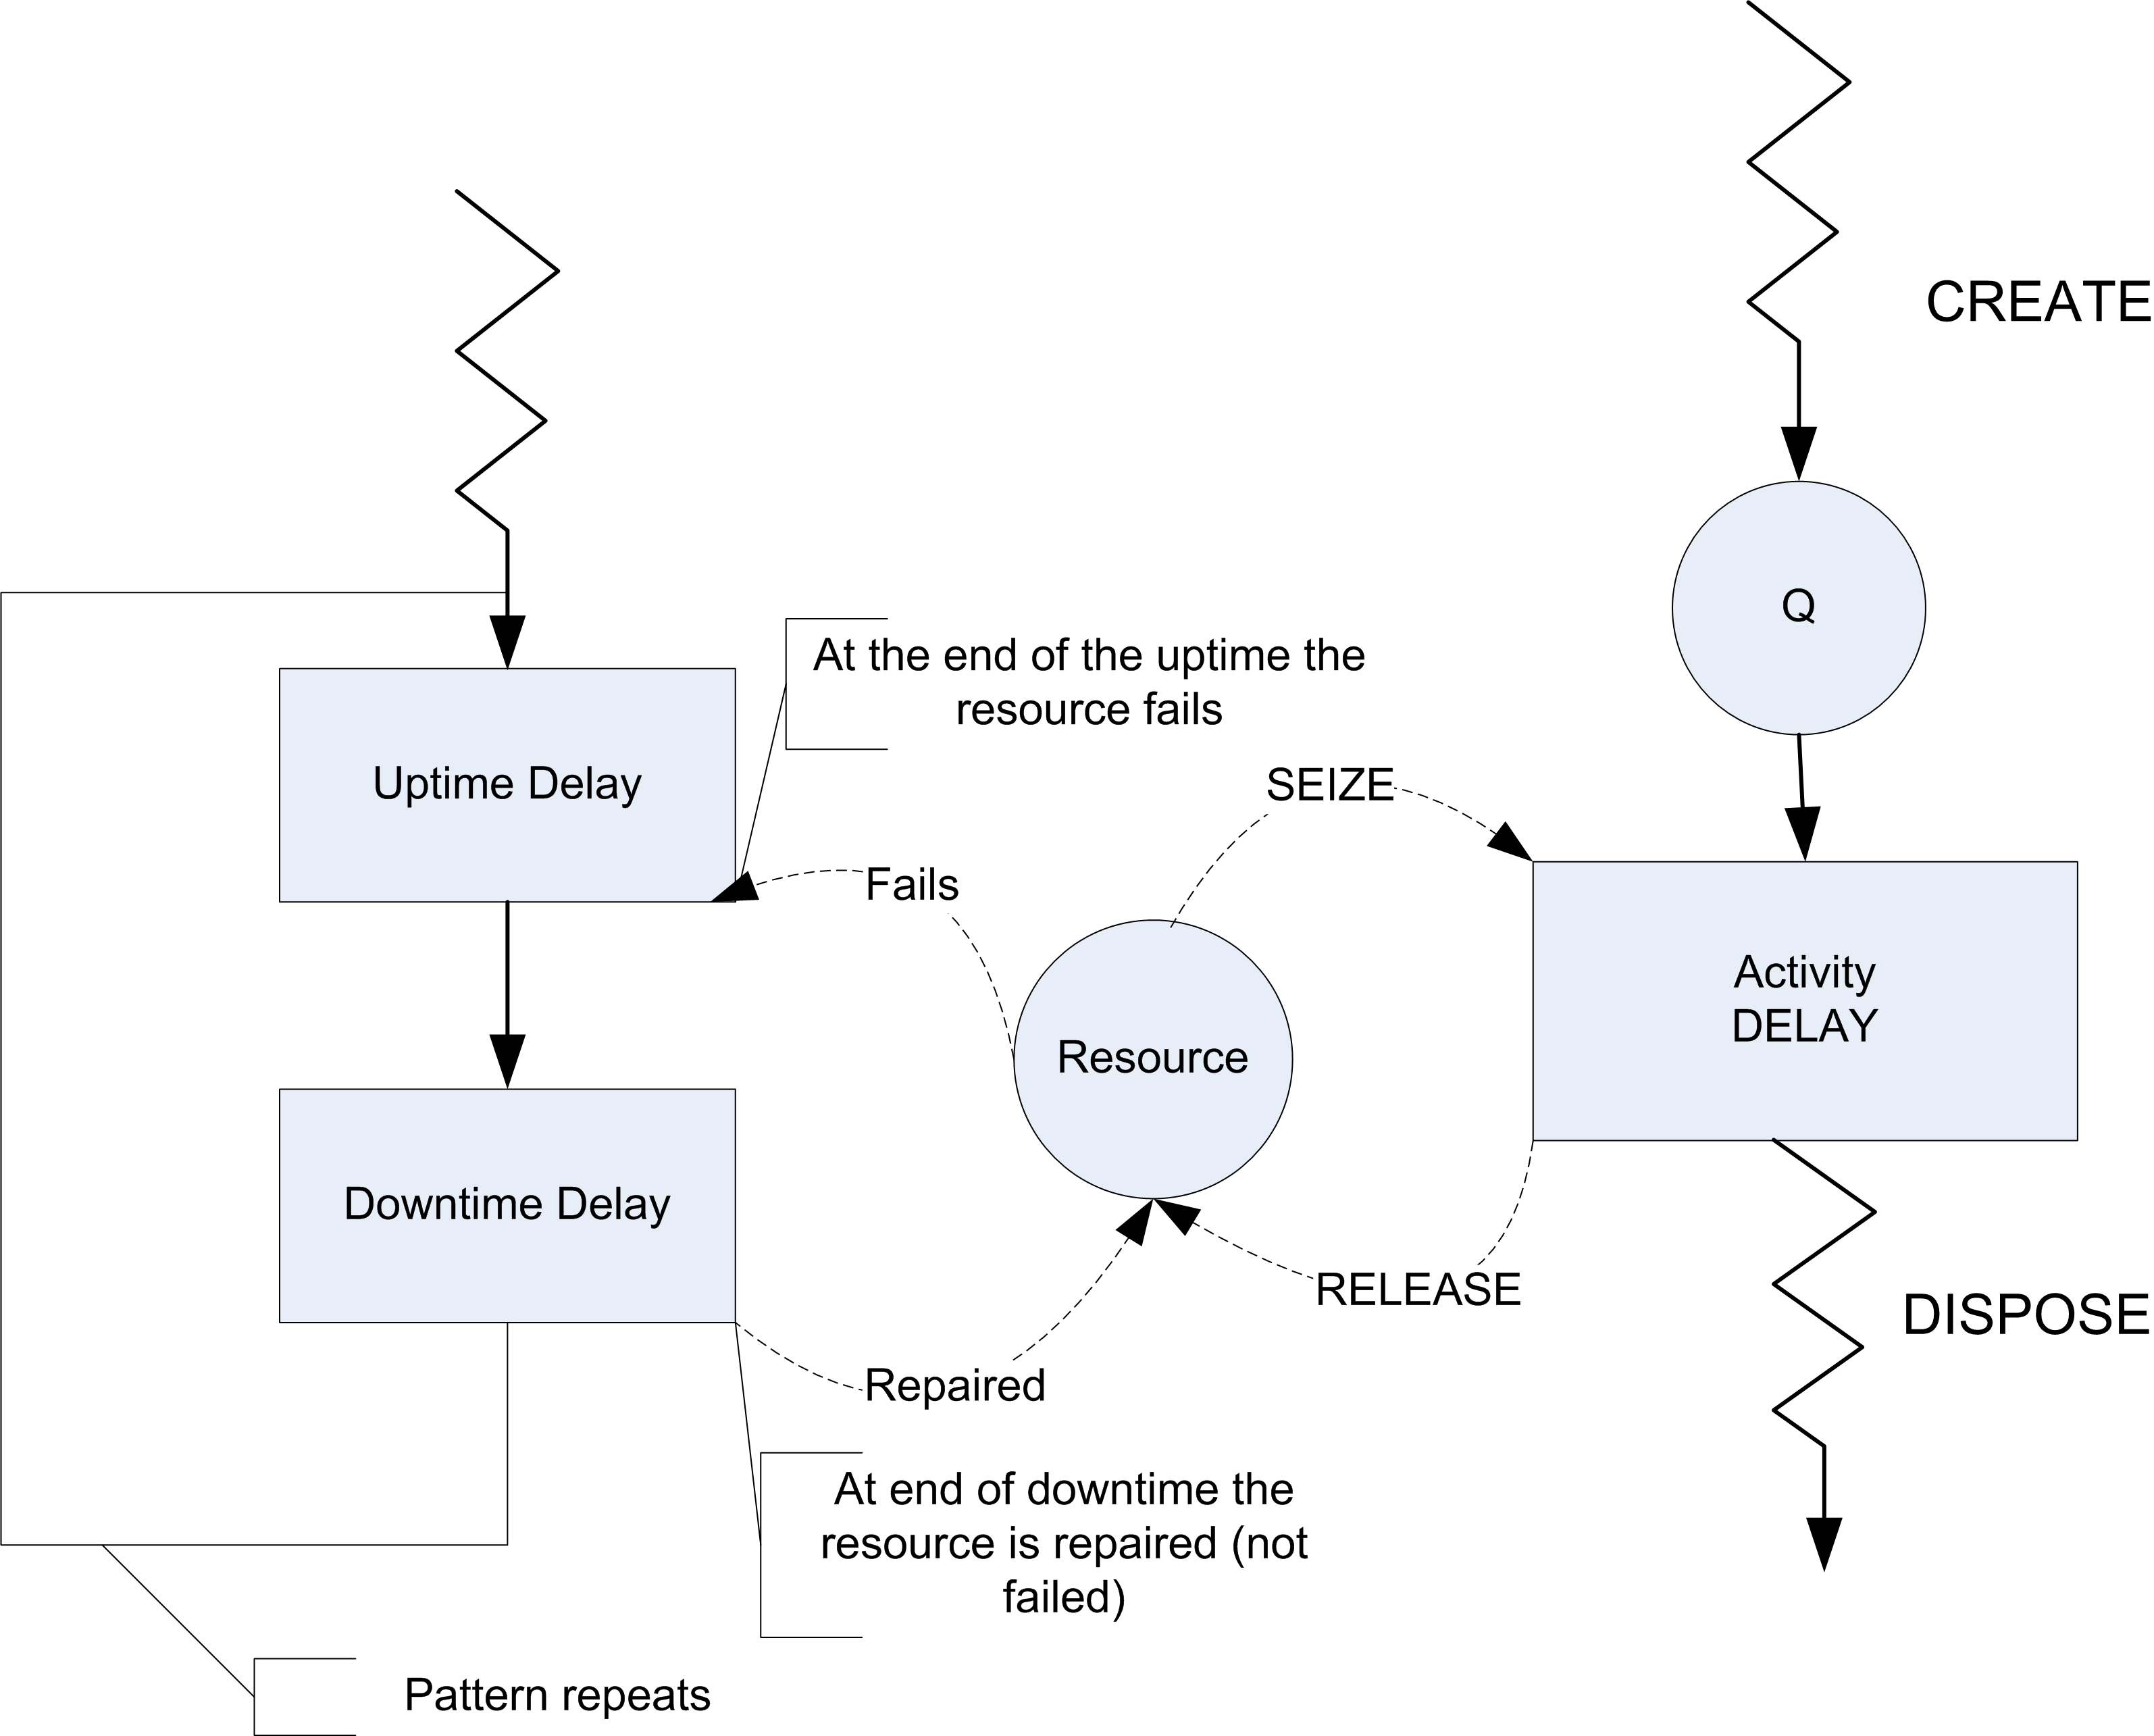 CREATE
Q
At the end of the uptime the
resource fails
Uptime Delay
SEIZE
Fails
Activity
DELAY
Resource
Downtime Delay
RELEASE
DISPOSE
Repaired
At end of downtime the
resource is repaired (not
failed)
Pattern repeats